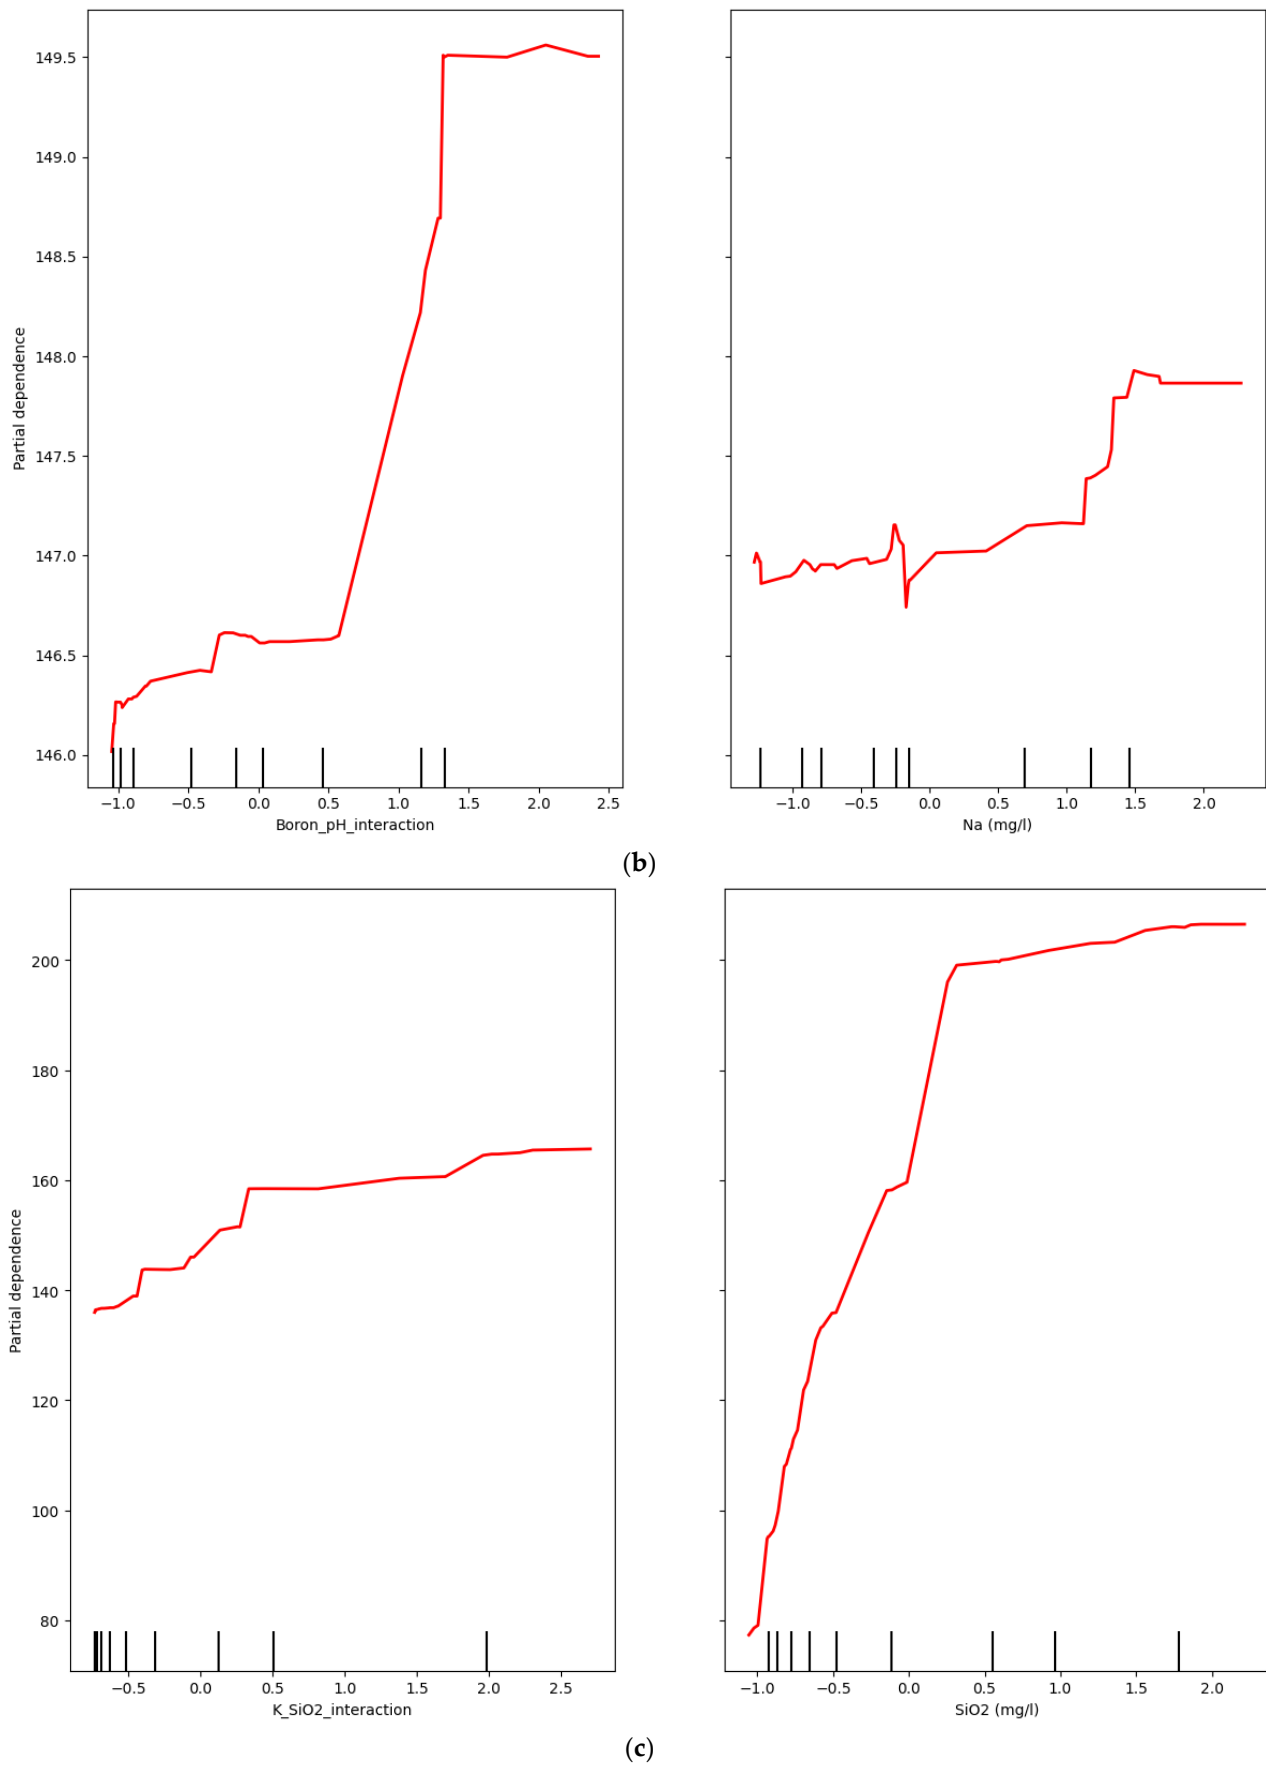 149.5
149.0
148.5
148.0
147.5
147.0
146.5
146.0
Partial dependence
−1.0 −0.5 0.0 0.5 1.0 1.5 2.0 2.5
Boron_pH_interaction
−1.0 −0.5 0.0 0.5 1.0 1.5 2.0
Na (mg/l)
(b)
200
180
160
140
120
100
80
Partial dependence
−0.5 0.0 0.5 1.0 1.5 2.0 2.5
K_SiO2_interaction
−1.0 −0.5 0.0 0.5 1.0 1.5 2.0
SiO2 (mg/l)
(c)